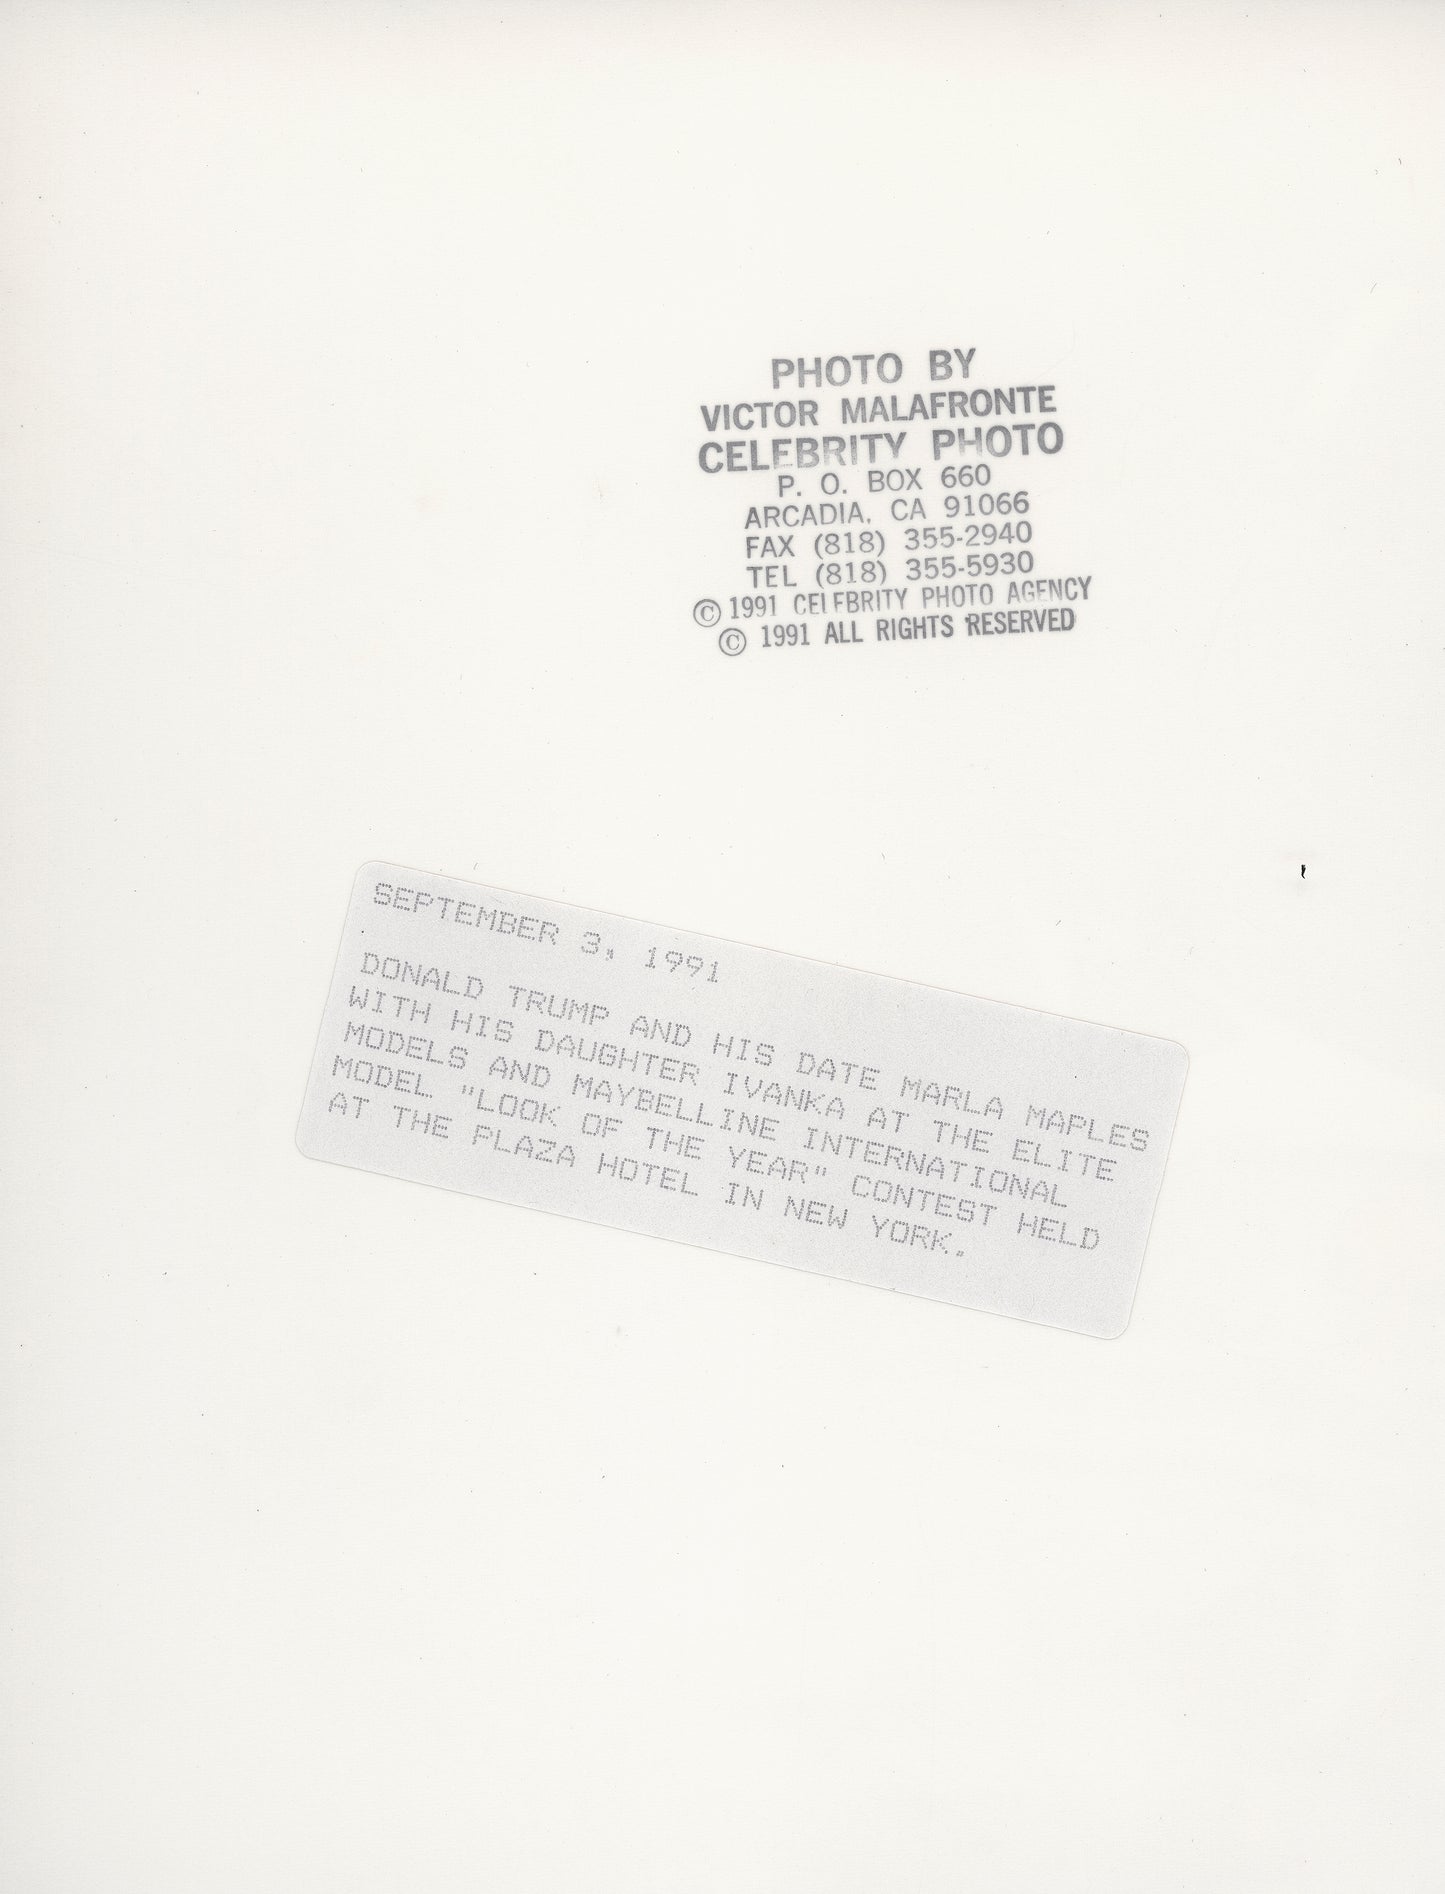 PHOTO BY
VICTOR MALAFRONTE
CELEBRITY PHOTO
P. O. BOX 660
ARCADIA, CA 91066
FAX (818) 355-2940
TEL (818) 355-5930
© 1991 CELEBRITY PHOTO AGENCY
© 1991 ALL RIGHTS RESERVED
SEPTEMBER 3, 1991
DONALD TRUMP AND HIS DATE MARLA MAPLES
WITH HIS DAUGHTER IVANKA AT THE ELITE
MODELS AND MAYBELLINE INTERNATIONAL
MODEL "LOOK OF THE YEAR" CONTEST HELD
AT THE PLAZA HOTEL IN NEW YORK.